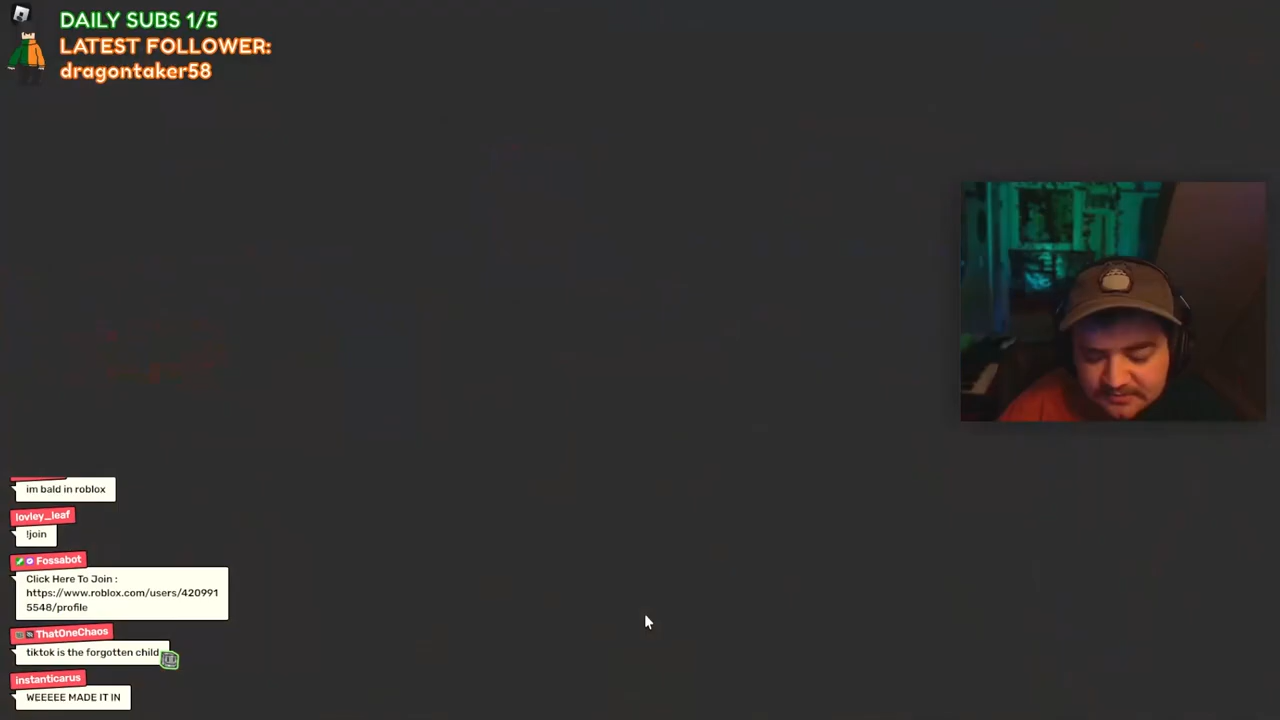 DAILY SUBS 1/5
LATEST FOLLOWER:
dragontaker58
im bald in roblox
lovley_leaf
!join
Fossabot
Click Here To Join :
https://www.roblox.com/users/420991
5548/profile
ThatOneChaos
tiktok is the forgotten child
instanticarus
WEEEEE MADE IT IN